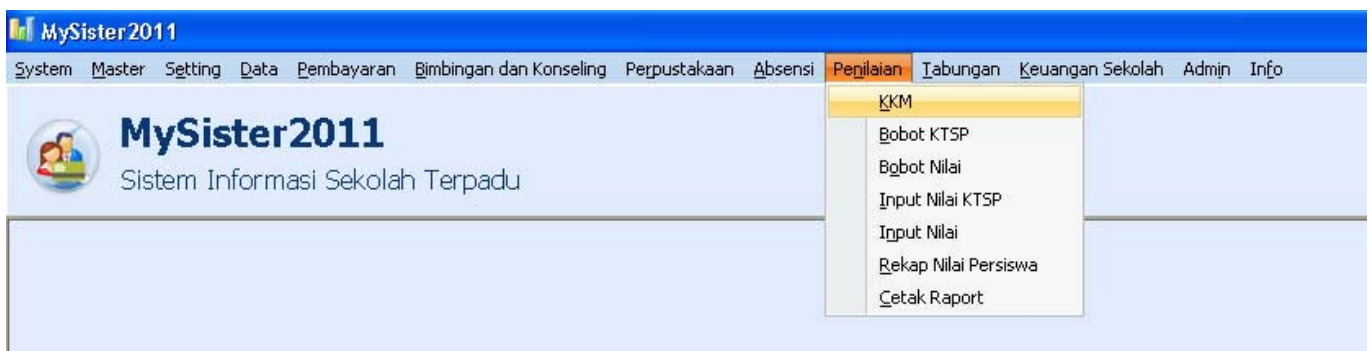 MySister2011
System Master Setting Data Pembayaran Bimbingan dan Konseling Perpustakaan Absensi Penilaian Tabungan Keuangan Sekolah Admin Info
KKM
Bobot KTSP
Bobot Nilai
Input Nilai KTSP
Input Nilai
Rekap Nilai Persiswa
Cetak Raport
MySister2011
Sistem Informasi Sekolah Terpadu